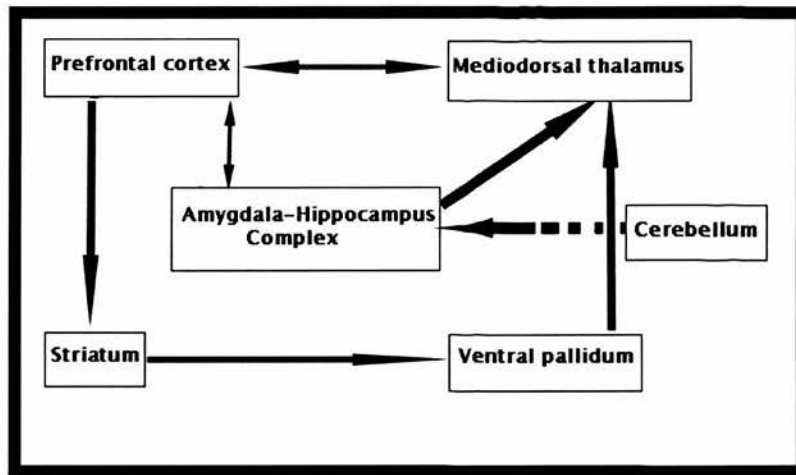 Prefrontal cortex
Mediodorsal thalamus
Amygdala-Hippocampus
Complex
Cerebellum
Striatum
Ventral pallidum